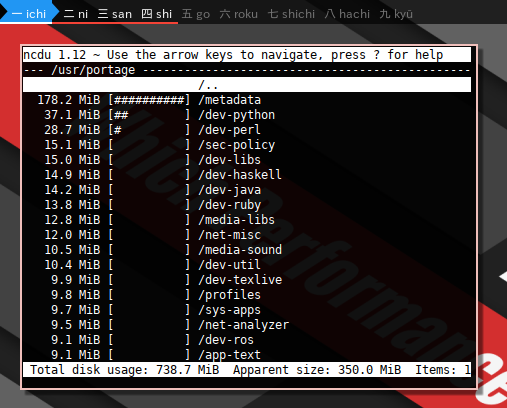 一 ichi 二 ni 三 san 四 shi 五 go 六 roku 七 shichi 八 hachi 九 kyū
ncdu 1.12 ~ Use the arrow keys to navigate, press ? for help
--- /usr/portage ---------------------------------------------
/..
178.2 MiB [##########] /metadata
37.1 MiB [##        ] /dev-python
28.7 MiB [#         ] /dev-perl
15.1 MiB [          ] /sec-policy
15.0 MiB [          ] /dev-libs
14.9 MiB [          ] /dev-haskell
14.2 MiB [          ] /dev-java
13.8 MiB [          ] /dev-ruby
12.8 MiB [          ] /media-libs
12.0 MiB [          ] /net-misc
10.5 MiB [          ] /media-sound
10.4 MiB [          ] /dev-util
9.9 MiB [          ] /dev-texlive
9.8 MiB [          ] /profiles
9.7 MiB [          ] /sys-apps
9.5 MiB [          ] /net-analyzer
9.1 MiB [          ] /dev-ros
9.1 MiB [          ] /app-text
Total disk usage: 738.7 MiB  Apparent size: 350.0 MiB  Items: 1